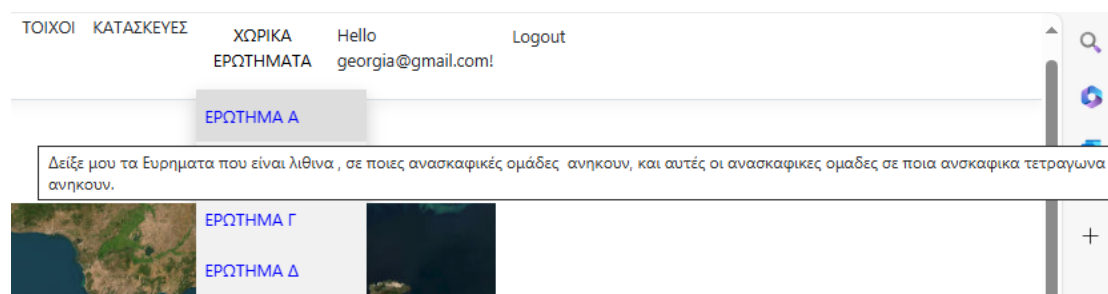 ΤΟΙΧΟΙ ΚΑΤΑΣΚΕΥΕΣ
ΧΩΡΙΚΑ
ΕΡΩΤΗΜΑΤΑ
Hello
georgia@gmail.com!
Logout
ΕΡΩΤΗΜΑ Α
Δείξε μου τα Ευρηματα που είναι λιθινα , σε ποιες ανασκαφικές ομάδες ανηκουν, και αυτές οι ανασκαφικες ομαδες σε ποια ανσκαφικα τετραγωνα
ανηκουν.
ΕΡΩΤΗΜΑ Γ
ΕΡΩΤΗΜΑ Δ